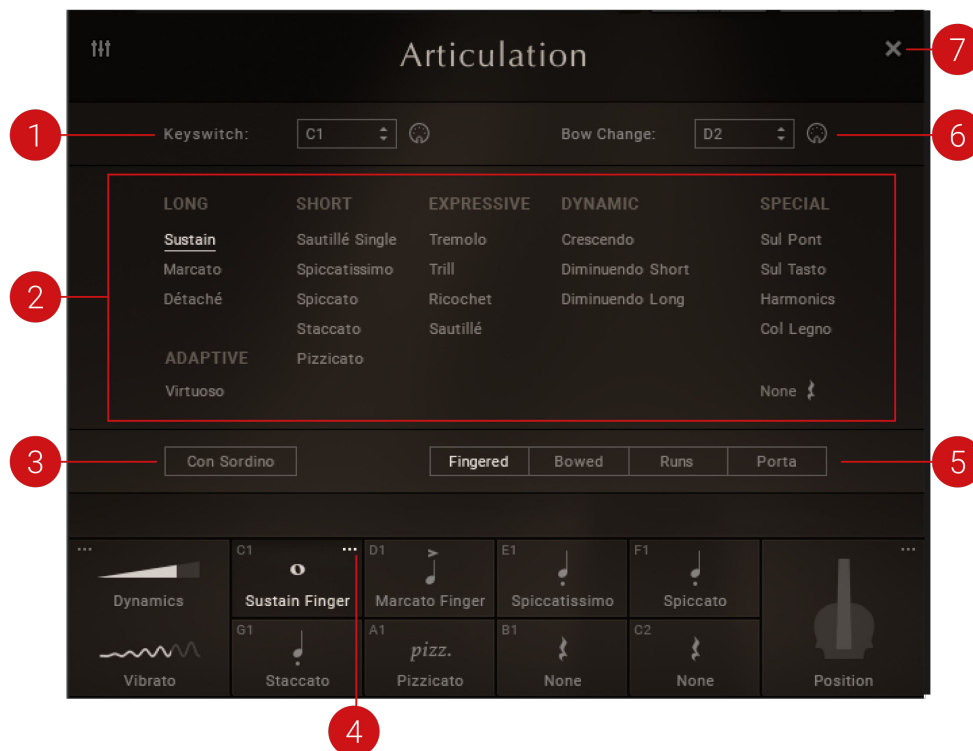 Articulation
7
1
Keyswitch: C1 Bow Change: D2
6
LONG SHORT EXPRESSIVE DYNAMIC SPECIAL
Sustain Sautillé Single Tremolo Crescendo Sul Pont
Marcato Spiccatissimo Trill Diminuendo Short Sul Tasto
2
Détaché Spiccato Ricochet Diminuendo Long Harmonics
Staccato Sautillé Col Legno
ADAPTIVE Pizzicato
Virtuoso None
3
Con Sordino Fingered Bowed Runs Porta
5
C1 D1 E1 F1
Dynamics Sustain Finger Marcato Finger Spiccatissimo Spiccato
G1 A1 B1 C2
pizz.
Vibrato Staccato Pizzicato None None Position
4